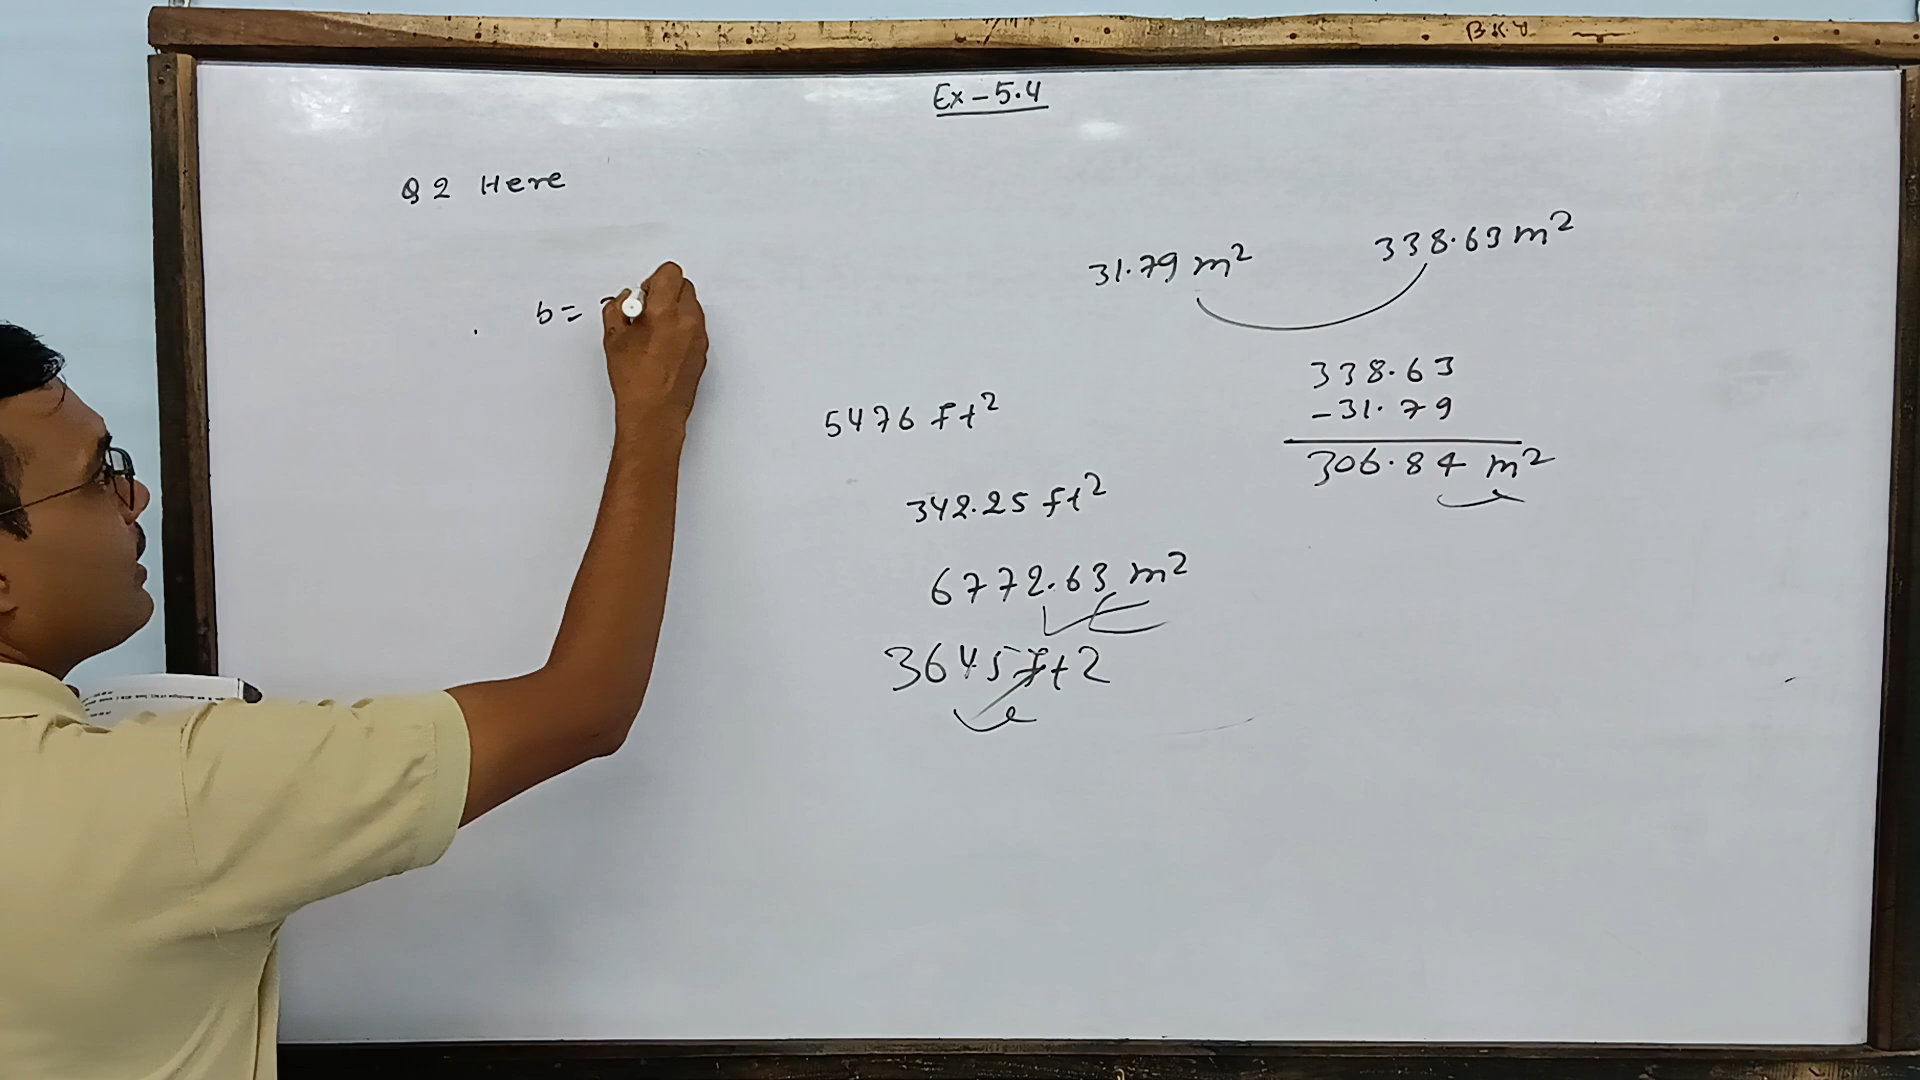 B.K.Y
Ex - 5.4
Q 2 Here
b =
31.79 m²
338.63 m²
338.63
- 31.79
306.84 m²
5476 ft²
342.25 ft²
6772.63 m²
3645 ft2